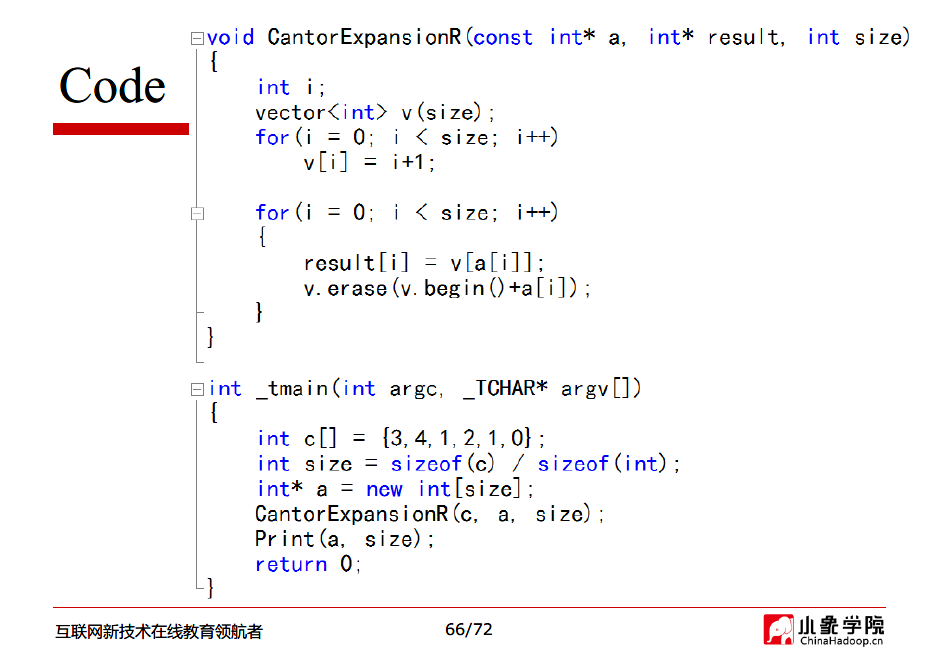 Code
void CantorExpansionR(const int* a, int* result, int size)
{
    int i;
    vector<int> v(size);
    for(i = 0; i < size; i++)
        v[i] = i+1;
    for(i = 0; i < size; i++)
    {
        result[i] = v[a[i]];
        v.erase(v.begin()+a[i]);
    }
}
int _tmain(int argc, _TCHAR* argv[])
{
    int c[] = {3,4,1,2,1,0};
    int size = sizeof(c) / sizeof(int);
    int* a = new int[size];
    CantorExpansionR(c, a, size);
    Print(a, size);
    return 0;
}
互联网新技术在线教育领航者
66/72
小象学院
ChinaHadoop.cn